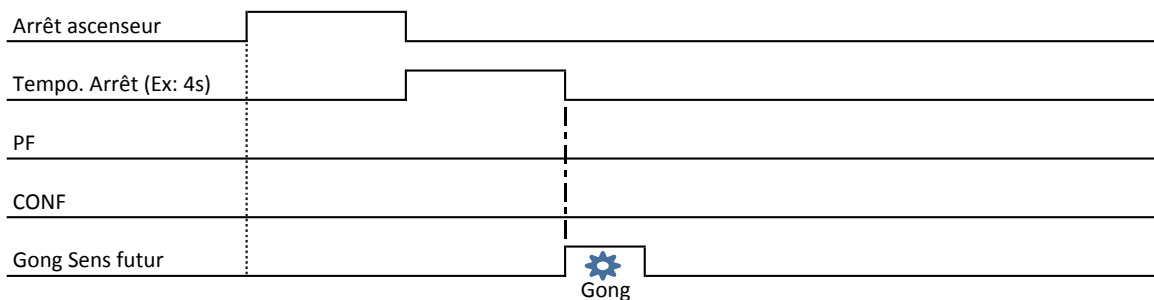 Arrêt ascenseur
Tempo. Arrêt (Ex: 4s)
PF
CONF
Gong Sens futur
Gong